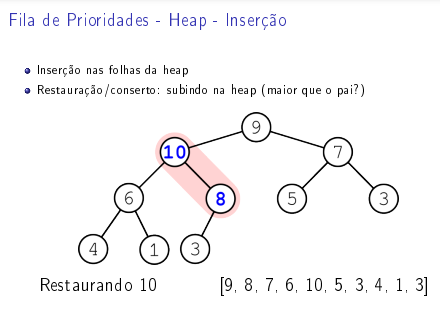 Fila de Prioridades - Heap - Inserção
Inserção nas folhas da heap
Restauração/conserto: subindo na heap (maior que o pai?)
9
10 7
6 8 5 3
4 1 3
Restaurando 10 [9, 8, 7, 6, 10, 5, 3, 4, 1, 3]